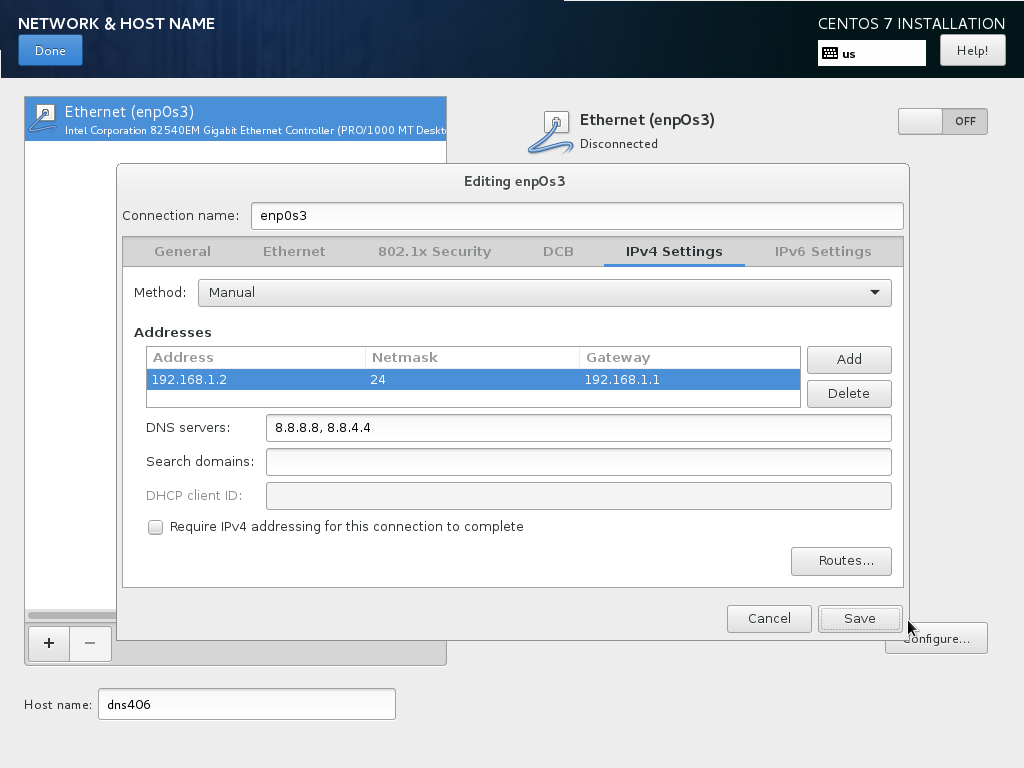 NETWORK & HOST NAME
CENTOS 7 INSTALLATION
Done
us
Help!
Ethernet (enp0s3)
Intel Corporation 82540EM Gigabit Ethernet Controller (PRO/1000 MT Deskto
Ethernet (enp0s3)
Disconnected
OFF
Editing enp0s3
Connection name: enp0s3
General Ethernet 802.1x Security DCB IPv4 Settings IPv6 Settings
Method: Manual
Addresses
Address Netmask Gateway
192.168.1.2 24 192.168.1.1
Add
Delete
DNS servers: 8.8.8.8, 8.8.4.4
Search domains:
DHCP client ID:
Require IPv4 addressing for this connection to complete
Routes...
Cancel Save
+ −
Configure...
Host name: dns406